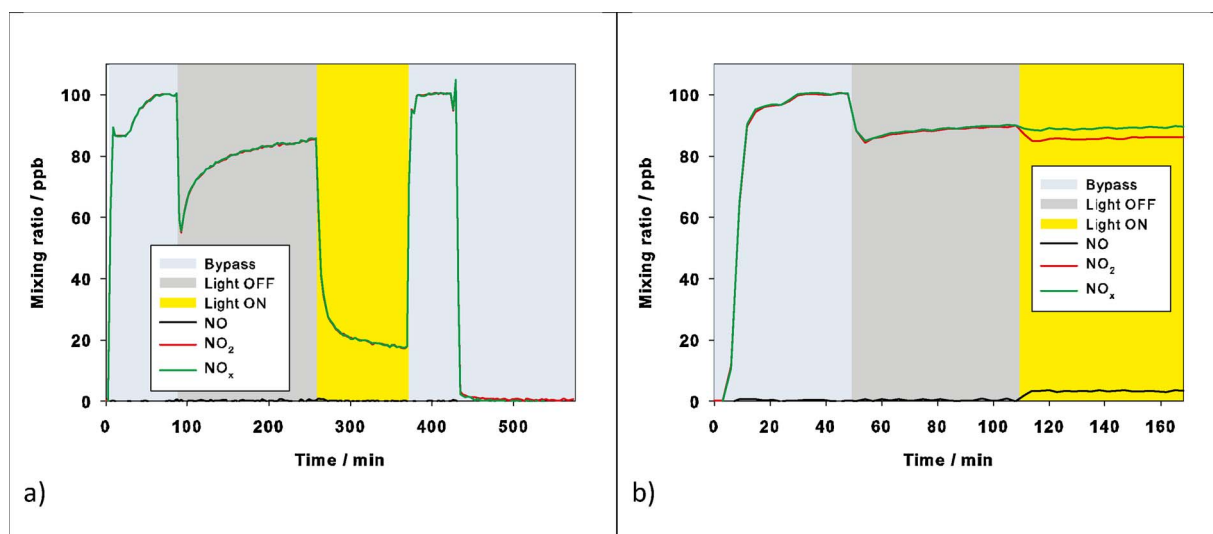 Mixing ratio / ppb
100
80
60
40
20
0
Bypass
Light OFF
Light ON
NO
NO₂
NOₓ
0 100 200 300 400 500
Time / min
a)
Mixing ratio / ppb
100
80
60
40
20
0
Bypass
Light OFF
Light ON
NO
NO₂
NOₓ
0 20 40 60 80 100 120 140 160
Time / min
b)